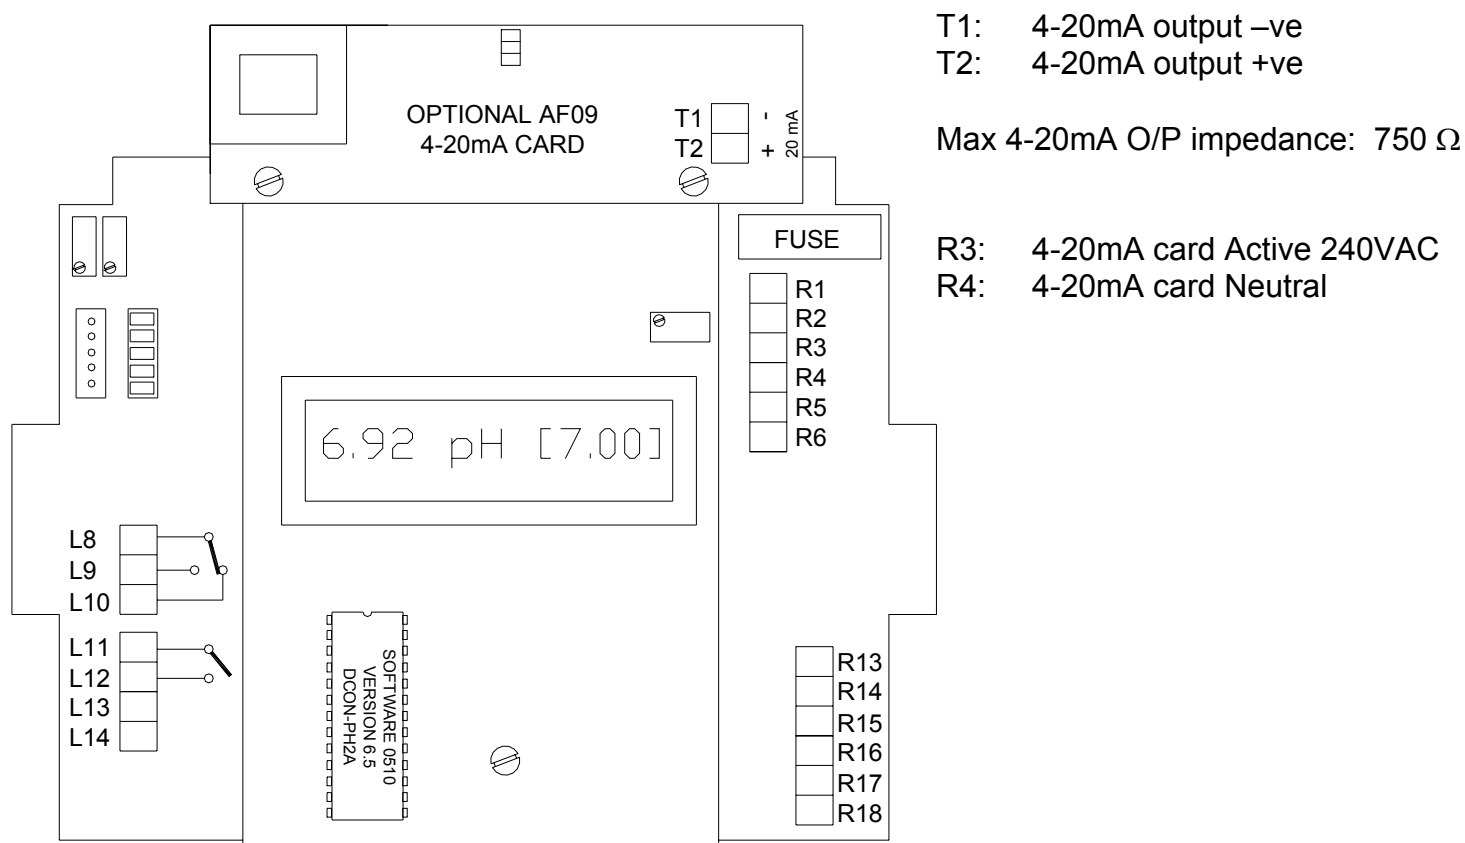 T1: 4-20mA output –ve
T2: 4-20mA output +ve
Max 4-20mA O/P impedance: 750 Ω
R3: 4-20mA card Active 240VAC
R4: 4-20mA card Neutral
OPTIONAL AF09
4-20mA CARD
T1 -
T2 +
20 mA
FUSE
R1
R2
R3
R4
R5
R6
6.92 pH [7.00]
L8
L9
L10
L11
L12
L13
L14
SOFTWARE 0510
VERSION 6.5
DCON-PH2A
R13
R14
R15
R16
R17
R18